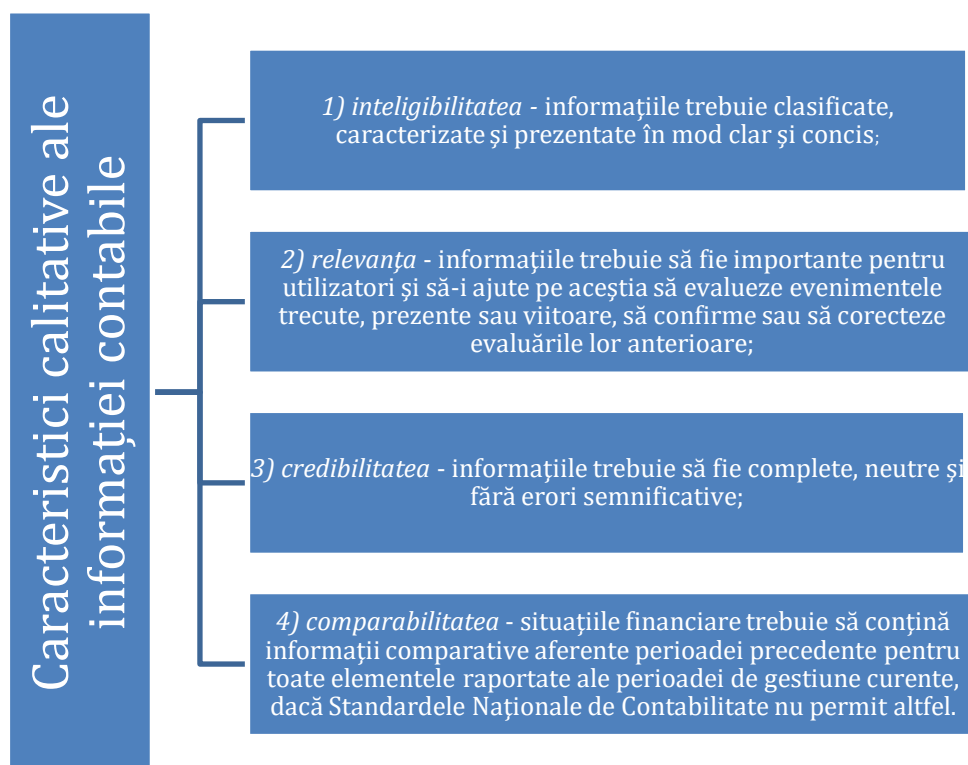 Caracteristici calitative ale
informaţiei contabile
1) inteligibilitatea - informaţiile trebuie clasificate,
caracterizate şi prezentate în mod clar şi concis;
2) relevanţa - informaţiile trebuie să fie importante pentru
utilizatori şi să-i ajute pe aceştia să evalueze evenimentele
trecute, prezente sau viitoare, să confirme sau să corecteze
evaluările lor anterioare;
3) credibilitatea - informaţiile trebuie să fie complete, neutre şi
fără erori semnificative;
4) comparabilitatea - situaţiile financiare trebuie să conţină
informaţii comparative aferente perioadei precedente pentru
toate elementele raportate ale perioadei de gestiune curente,
dacă Standardele Naţionale de Contabilitate nu permit altfel.